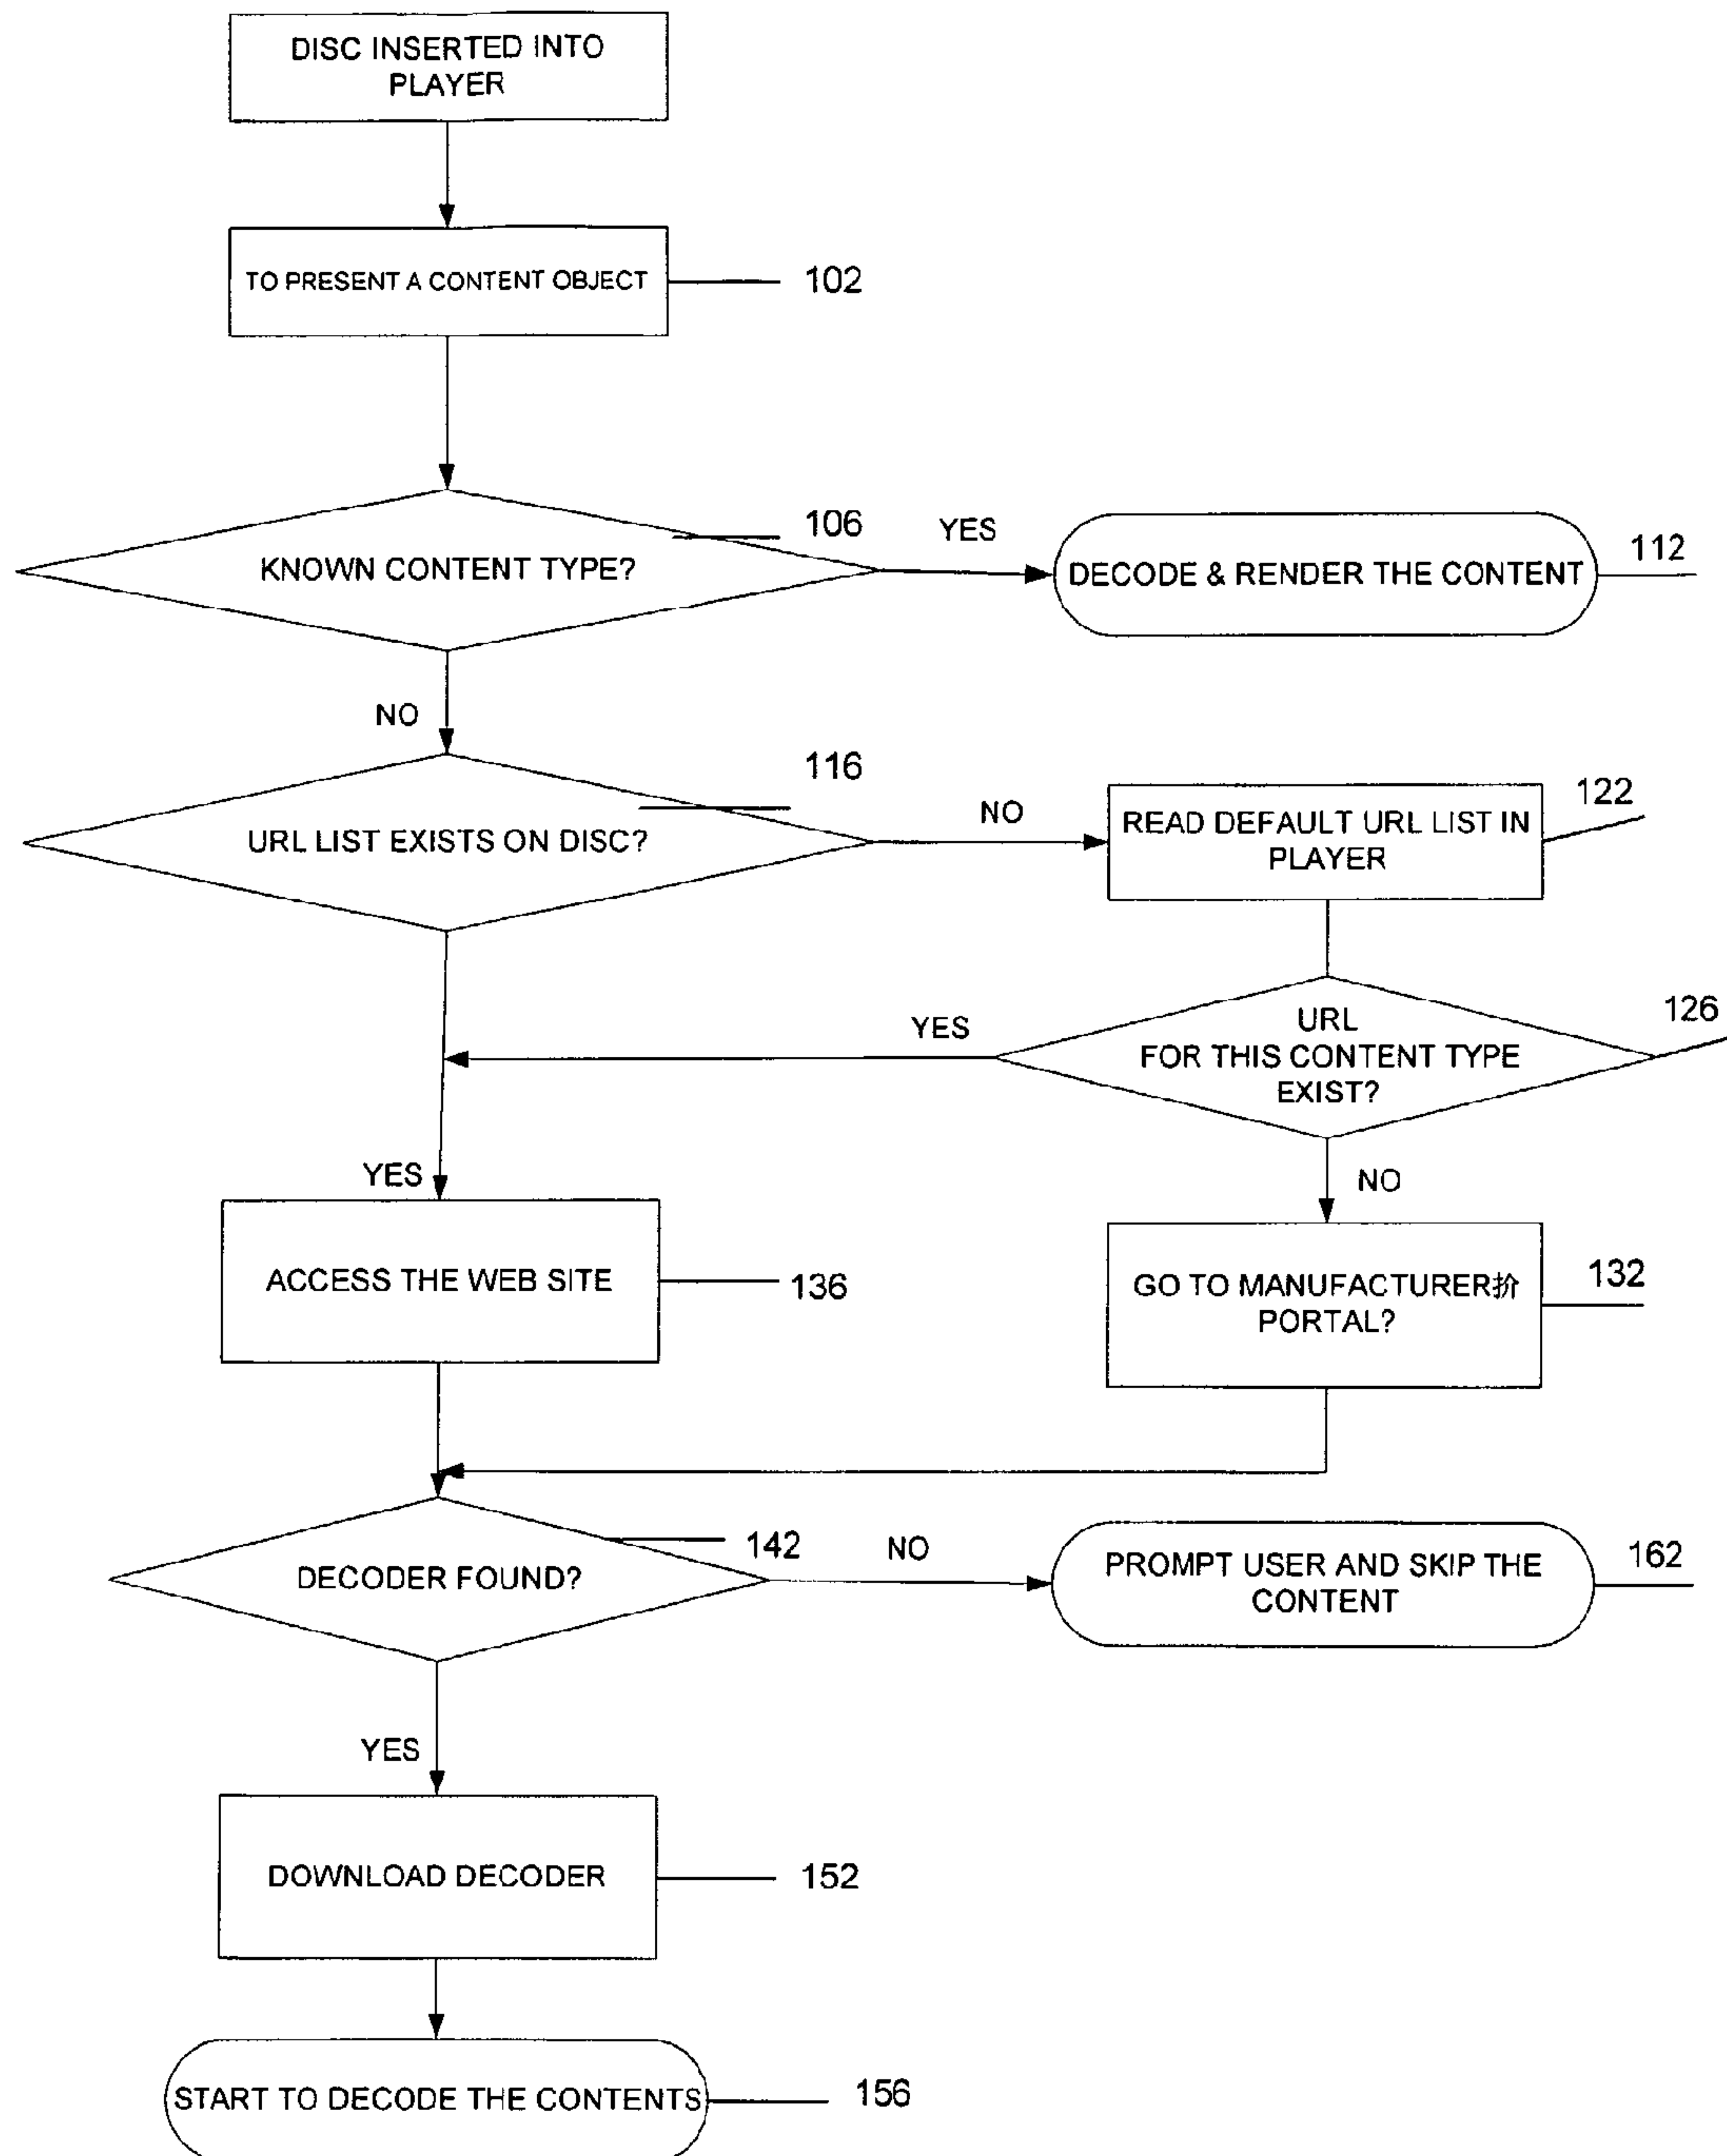 DISC INSERTED INTO
PLAYER
TO PRESENT A CONTENT OBJECT
102
KNOWN CONTENT TYPE?
106
YES
DECODE & RENDER THE CONTENT
112
NO
URL LIST EXISTS ON DISC?
116
NO
READ DEFAULT URL LIST IN
PLAYER
122
YES
URL
FOR THIS CONTENT TYPE
EXIST?
126
YES
NO
ACCESS THE WEB SITE
136
GO TO MANUFACTURER扴
PORTAL?
132
DECODER FOUND?
142
NO
PROMPT USER AND SKIP THE
CONTENT
162
YES
DOWNLOAD DECODER
152
START TO DECODE THE CONTENTS
156